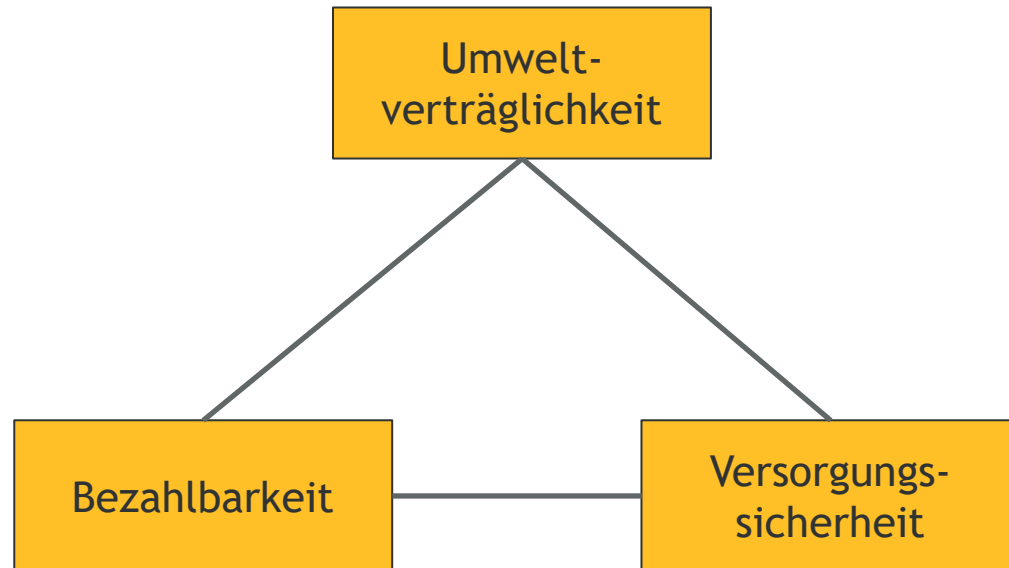 Umwelt-
verträglichkeit
Bezahlbarkeit
Versorgungs-
sicherheit